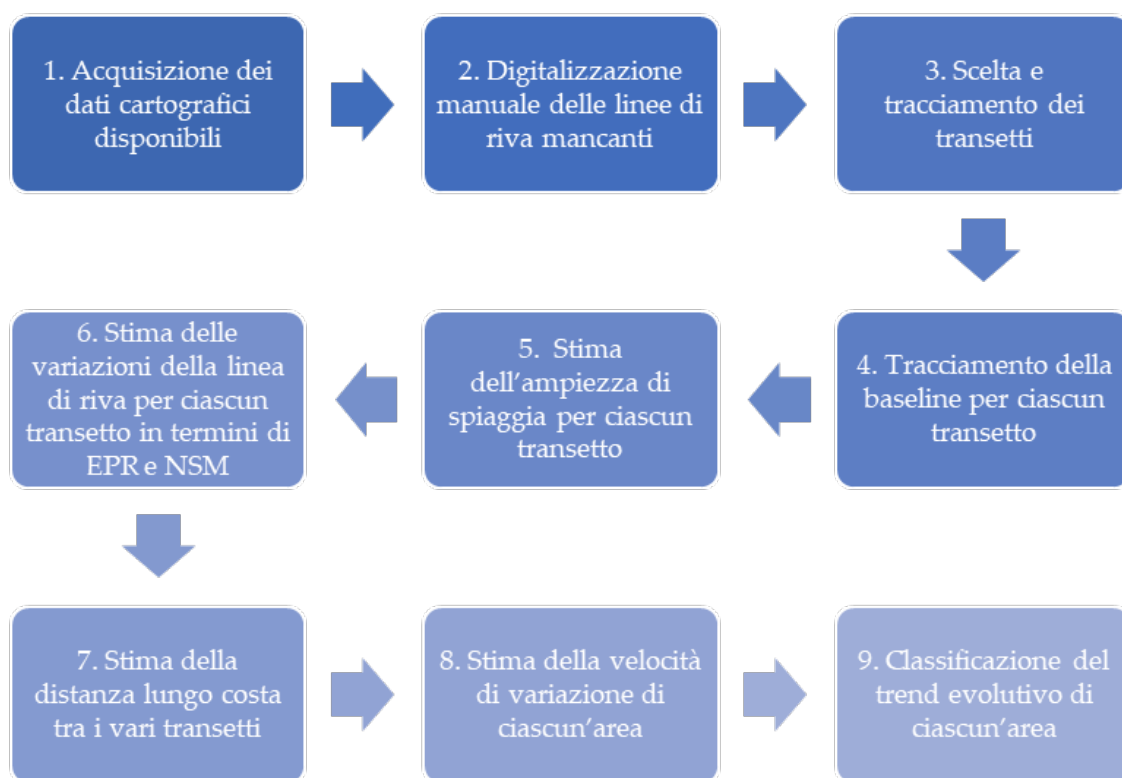 1. Acquisizione dei
dati cartografici
disponibili
2. Digitalizzazione
manuale delle linee di
riva mancanti
3. Scelta e
tracciamento dei
transetti
4. Tracciamento della
baseline per ciascun
transetto
5. Stima
dell’ampiezza di
spiaggia per ciascun
transetto
6. Stima delle
variazioni della linea
di riva per ciascun
transetto in termini di
EPR e NSM
7. Stima della
distanza lungo costa
tra i vari transetti
8. Stima della velocità
di variazione di
ciascun’area
9. Classificazione del
trend evolutivo di
ciascun’area